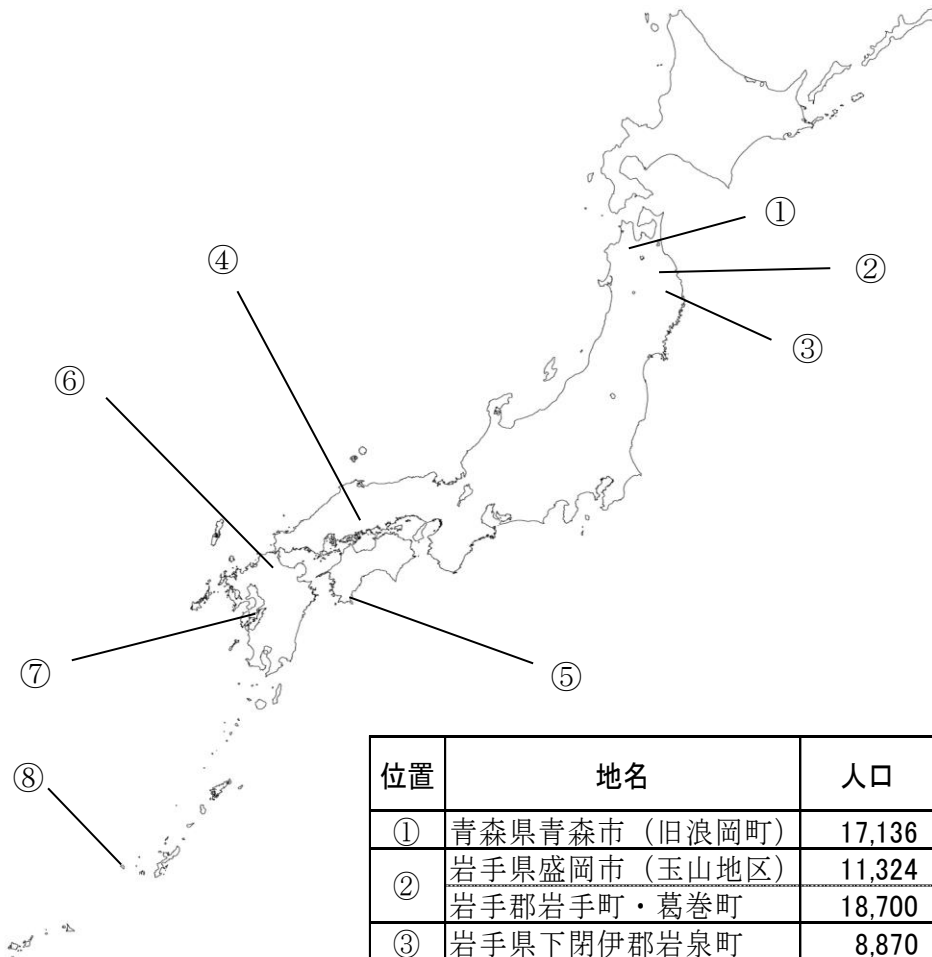 ①
②
③
④
⑥
⑤
⑦
⑧
位置 地名 人口
① 青森県青森市（旧浪岡町） 17,136
② 岩手県盛岡市（玉山地区） 11,324
岩手郡岩手町・葛巻町 18,700
③ 岩手県下閉伊郡岩泉町 8,870